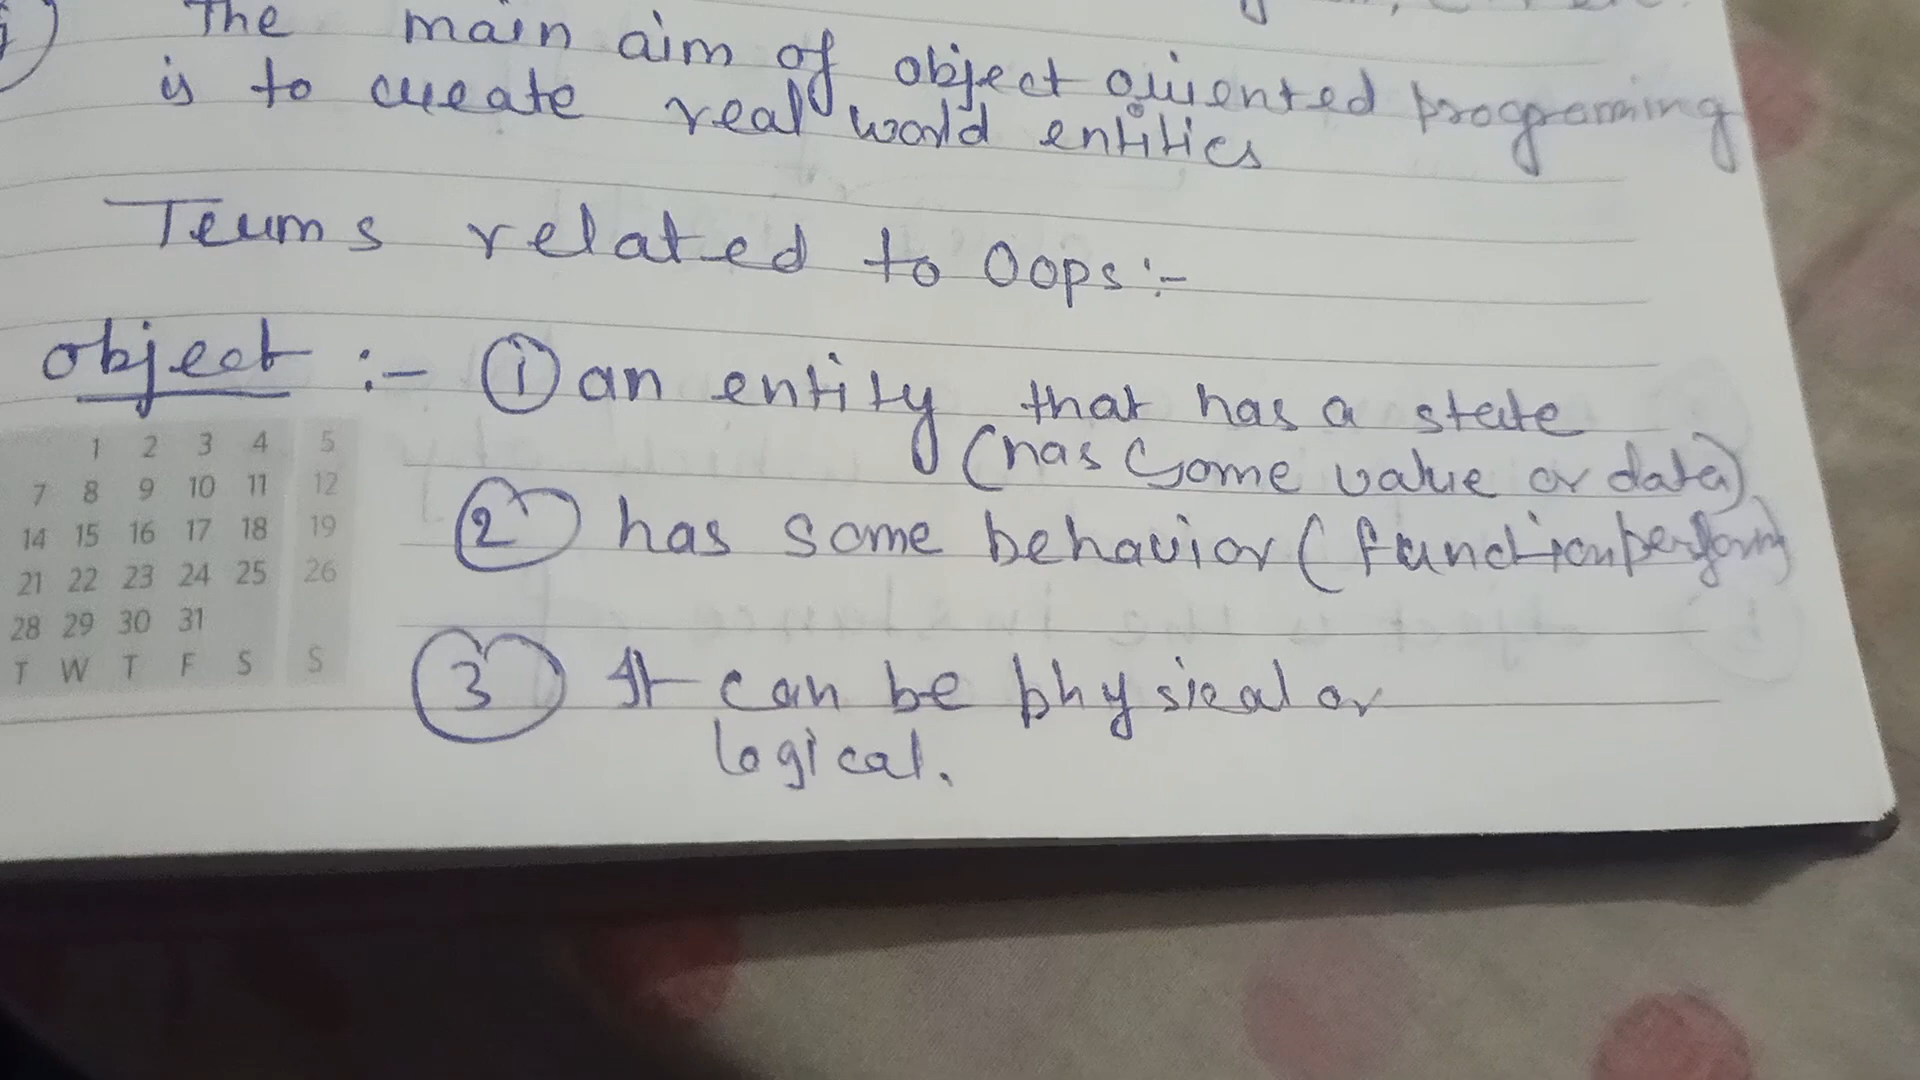 The main aim of object oriented programing
is to create real world entities
Terms related to Oops :-
object :- ① an entity that has a state
(has some value or data)
② has some behavior (function perform)
③ It can be physical or
logical.
1 2 3 4 5
7 8 9 10 11 12
14 15 16 17 18 19
21 22 23 24 25 26
28 29 30 31
T W T F S S